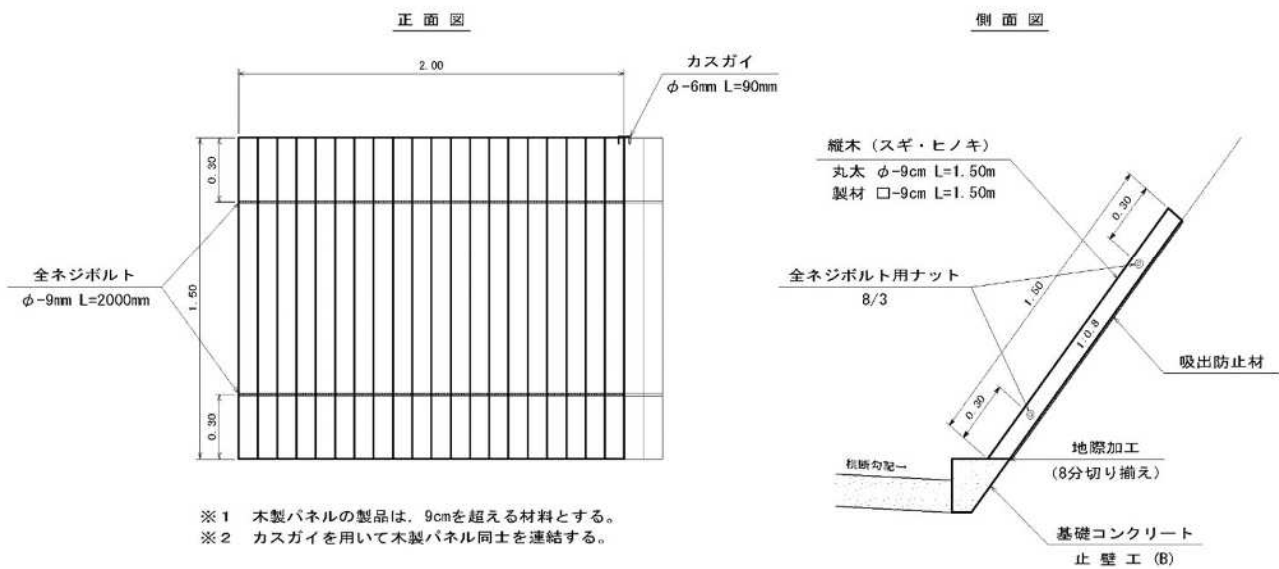 正 面 図
2.00
カスガイ
φ-6mm L=90mm
0.30
全ネジボルト
φ-9mm L=2000mm
1.50
0.30
※1 木製パネルの製品は、9cmを超える材料とする。
※2 カスガイを用いて木製パネル同士を連結する。
側 面 図
縦木 (スギ・ヒノキ)
丸太 φ-9cm L=1.50m
製材 □-9cm L=1.50m
0.30
全ネジボルト用ナット
8/3
1.50
1:0.8
吸出防止材
0.30
地際加工
(8分切り揃え)
横断勾配→
基礎コンクリート
止 壁 工 (B)